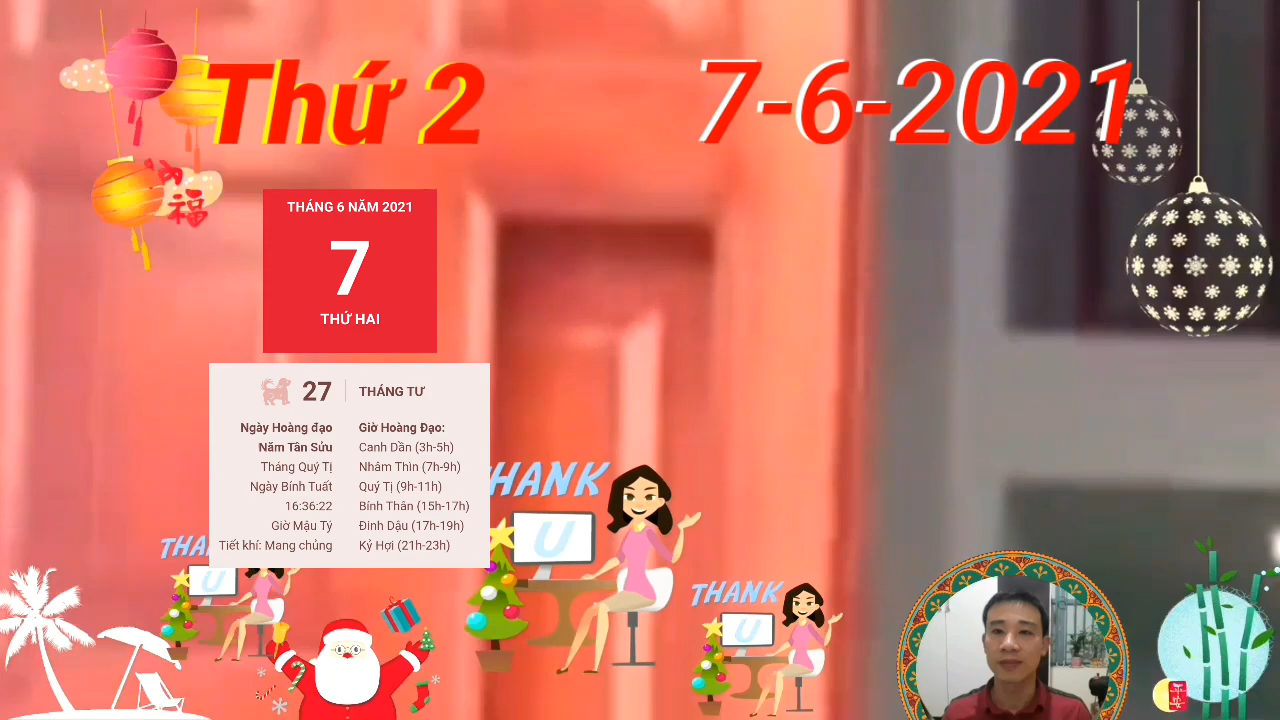 Thứ 2
7-6-2021
福
THÁNG 6 NĂM 2021
7
THỨ HAI
27
THÁNG TƯ
Ngày Hoàng đạo
Năm Tân Sửu
Tháng Quý Tị
Ngày Bính Tuất
16:36:22
Giờ Mậu Tý
Tiết khí: Mang chủng
Giờ Hoàng Đạo:
Canh Dần (3h-5h)
Nhâm Thìn (7h-9h)
Quý Tị (9h-11h)
Bính Thân (15h-17h)
Đinh Dậu (17h-19h)
Kỷ Hợi (21h-23h)
HANK
U
THA
U
THANK
U